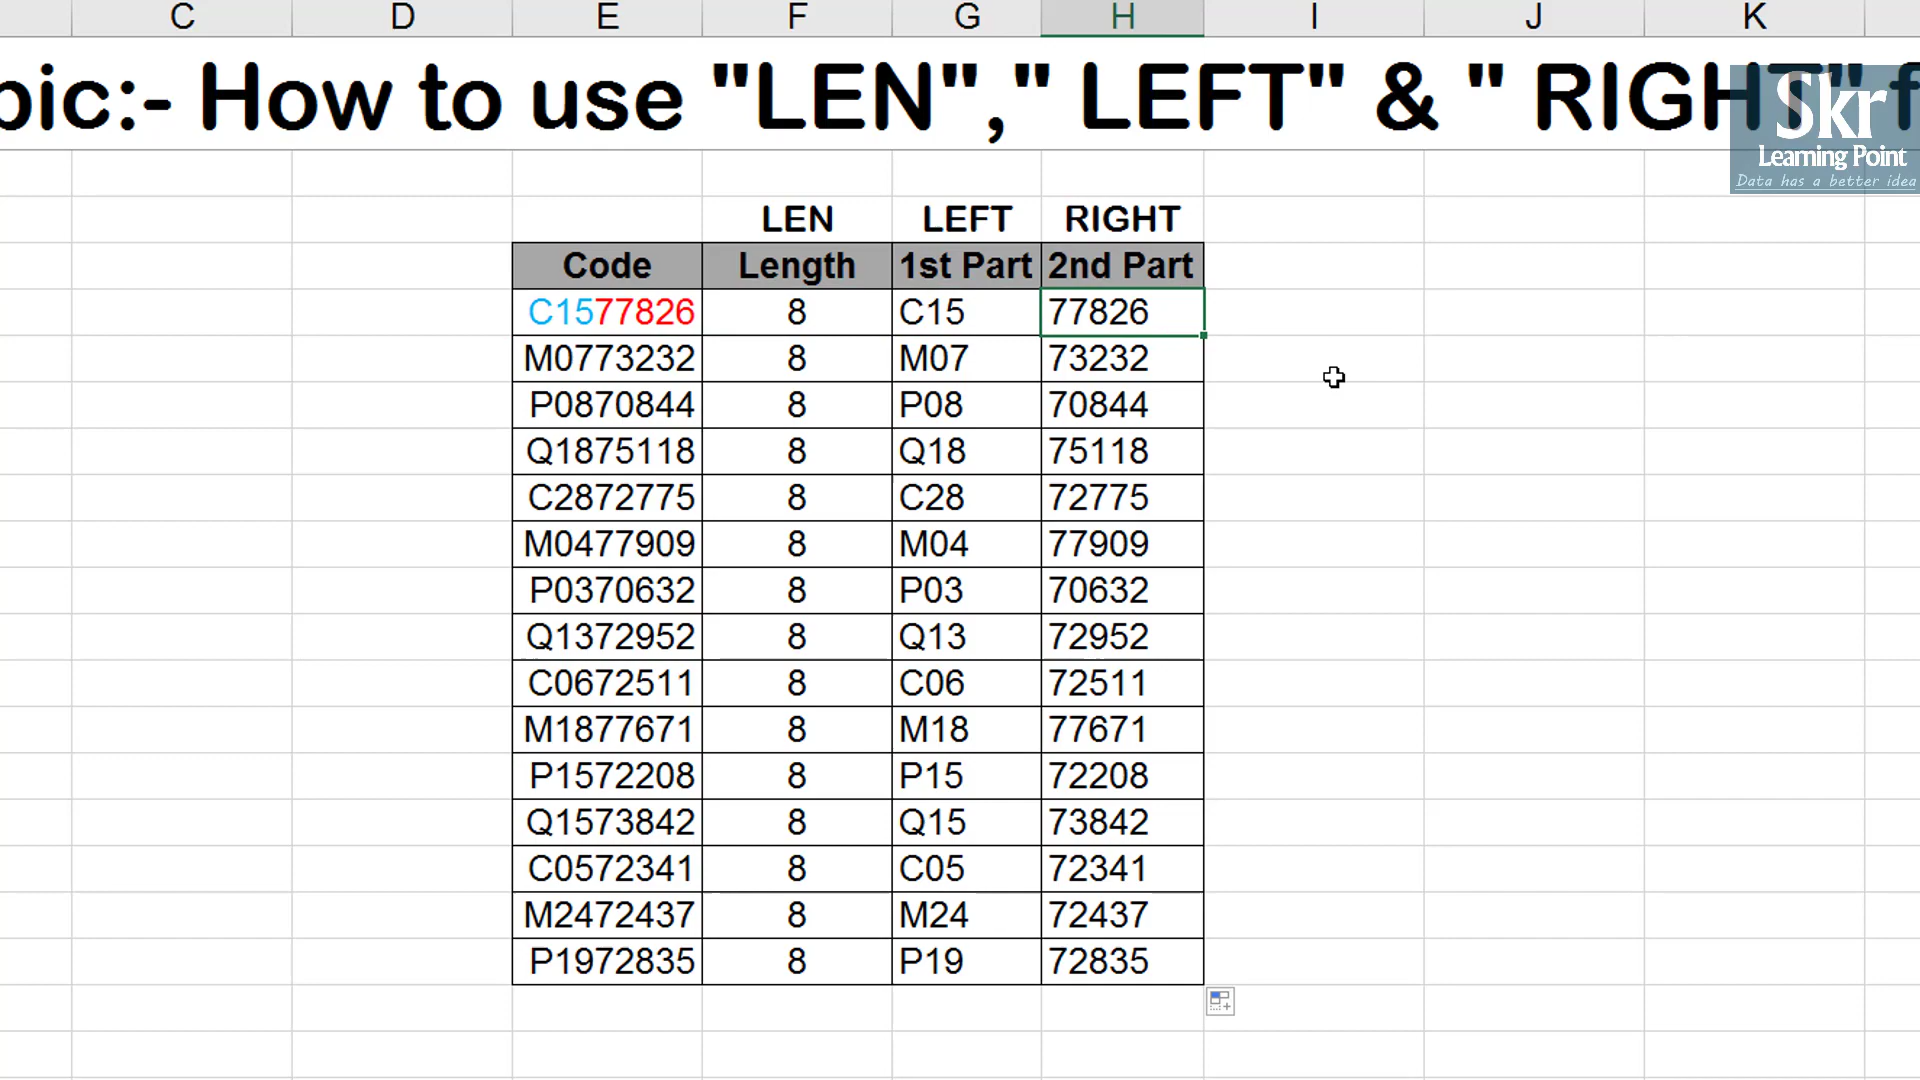 C D E F G H I J K
pic:- How to use "LEN"," LEFT" & " RIGHT" f
Skr
Learning Point
Data has a better idea
LEN LEFT RIGHT
Code Length 1st Part 2nd Part
C1577826 8 C15 77826
M0773232 8 M07 73232
P0870844 8 P08 70844
Q1875118 8 Q18 75118
C2872775 8 C28 72775
M0477909 8 M04 77909
P0370632 8 P03 70632
Q1372952 8 Q13 72952
C0672511 8 C06 72511
M1877671 8 M18 77671
P1572208 8 P15 72208
Q1573842 8 Q15 73842
C0572341 8 C05 72341
M2472437 8 M24 72437
P1972835 8 P19 72835